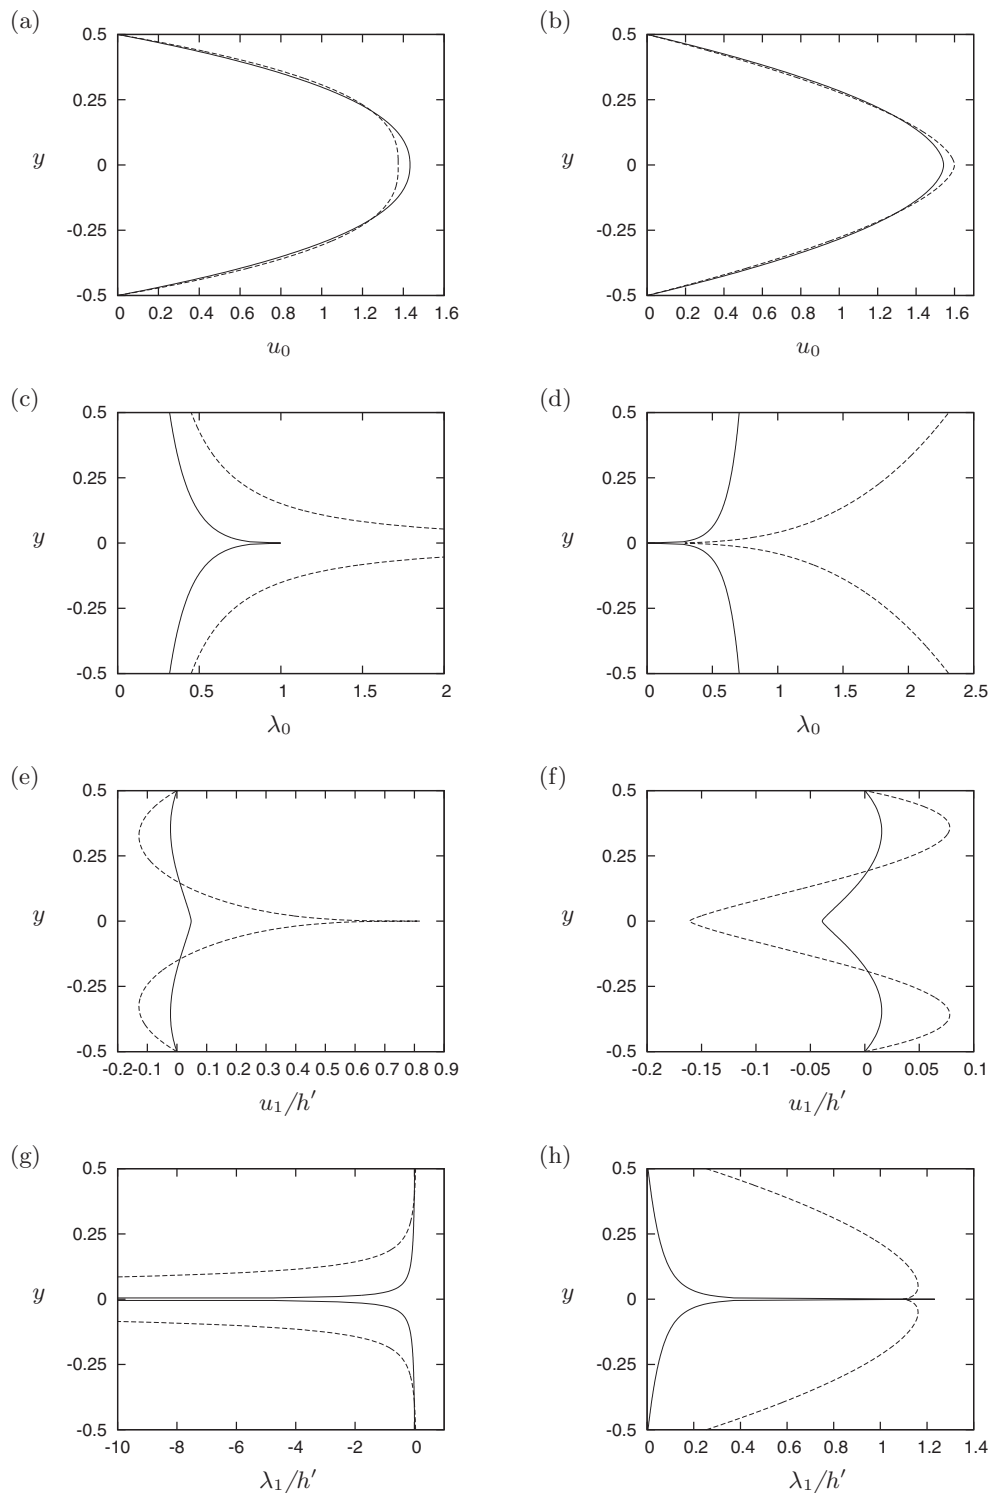 (a)
0.5
0.25
y
0
-0.25
-0.5
0 0.2 0.4 0.6 0.8 1 1.2 1.4 1.6
u0
(b)
0.5
0.25
y
0
-0.25
-0.5
0 0.2 0.4 0.6 0.8 1 1.2 1.4 1.6
u0
(c)
0.5
0.25
y
0
-0.25
-0.5
0 0.5 1 1.5 2
λ0
(d)
0.5
0.25
y
0
-0.25
-0.5
0 0.5 1 1.5 2 2.5
λ0
(e)
0.5
0.25
y
0
-0.25
-0.5
-0.2 -0.1 0 0.1 0.2 0.3 0.4 0.5 0.6 0.7 0.8 0.9
u1/h′
(f)
0.5
0.25
y
0
-0.25
-0.5
-0.2 -0.15 -0.1 -0.05 0 0.05 0.1
u1/h′
(g)
0.5
0.25
y
0
-0.25
-0.5
-10 -8 -6 -4 -2 0
λ1/h′
(h)
0.5
0.25
y
0
-0.25
-0.5
0 0.2 0.4 0.6 0.8 1 1.2 1.4
λ1/h′